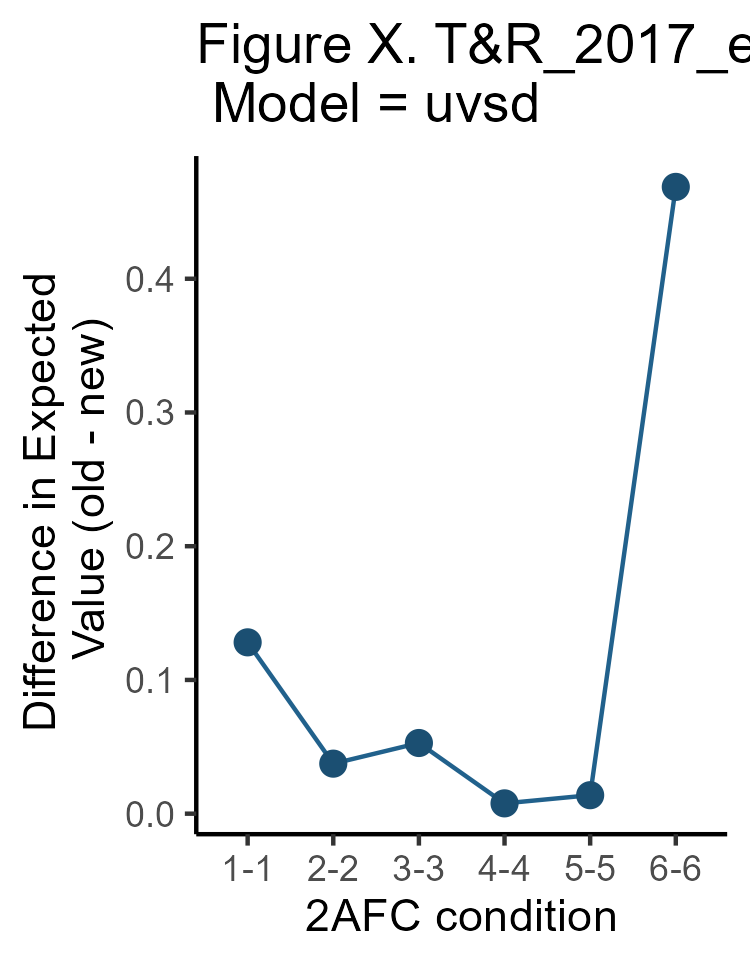 Figure X. T&R_2017_e
Model = uvsd
Difference in Expected
Value (old - new)
0.4
0.3
0.2
0.1
0.0
1-1 2-2 3-3 4-4 5-5 6-6
2AFC condition